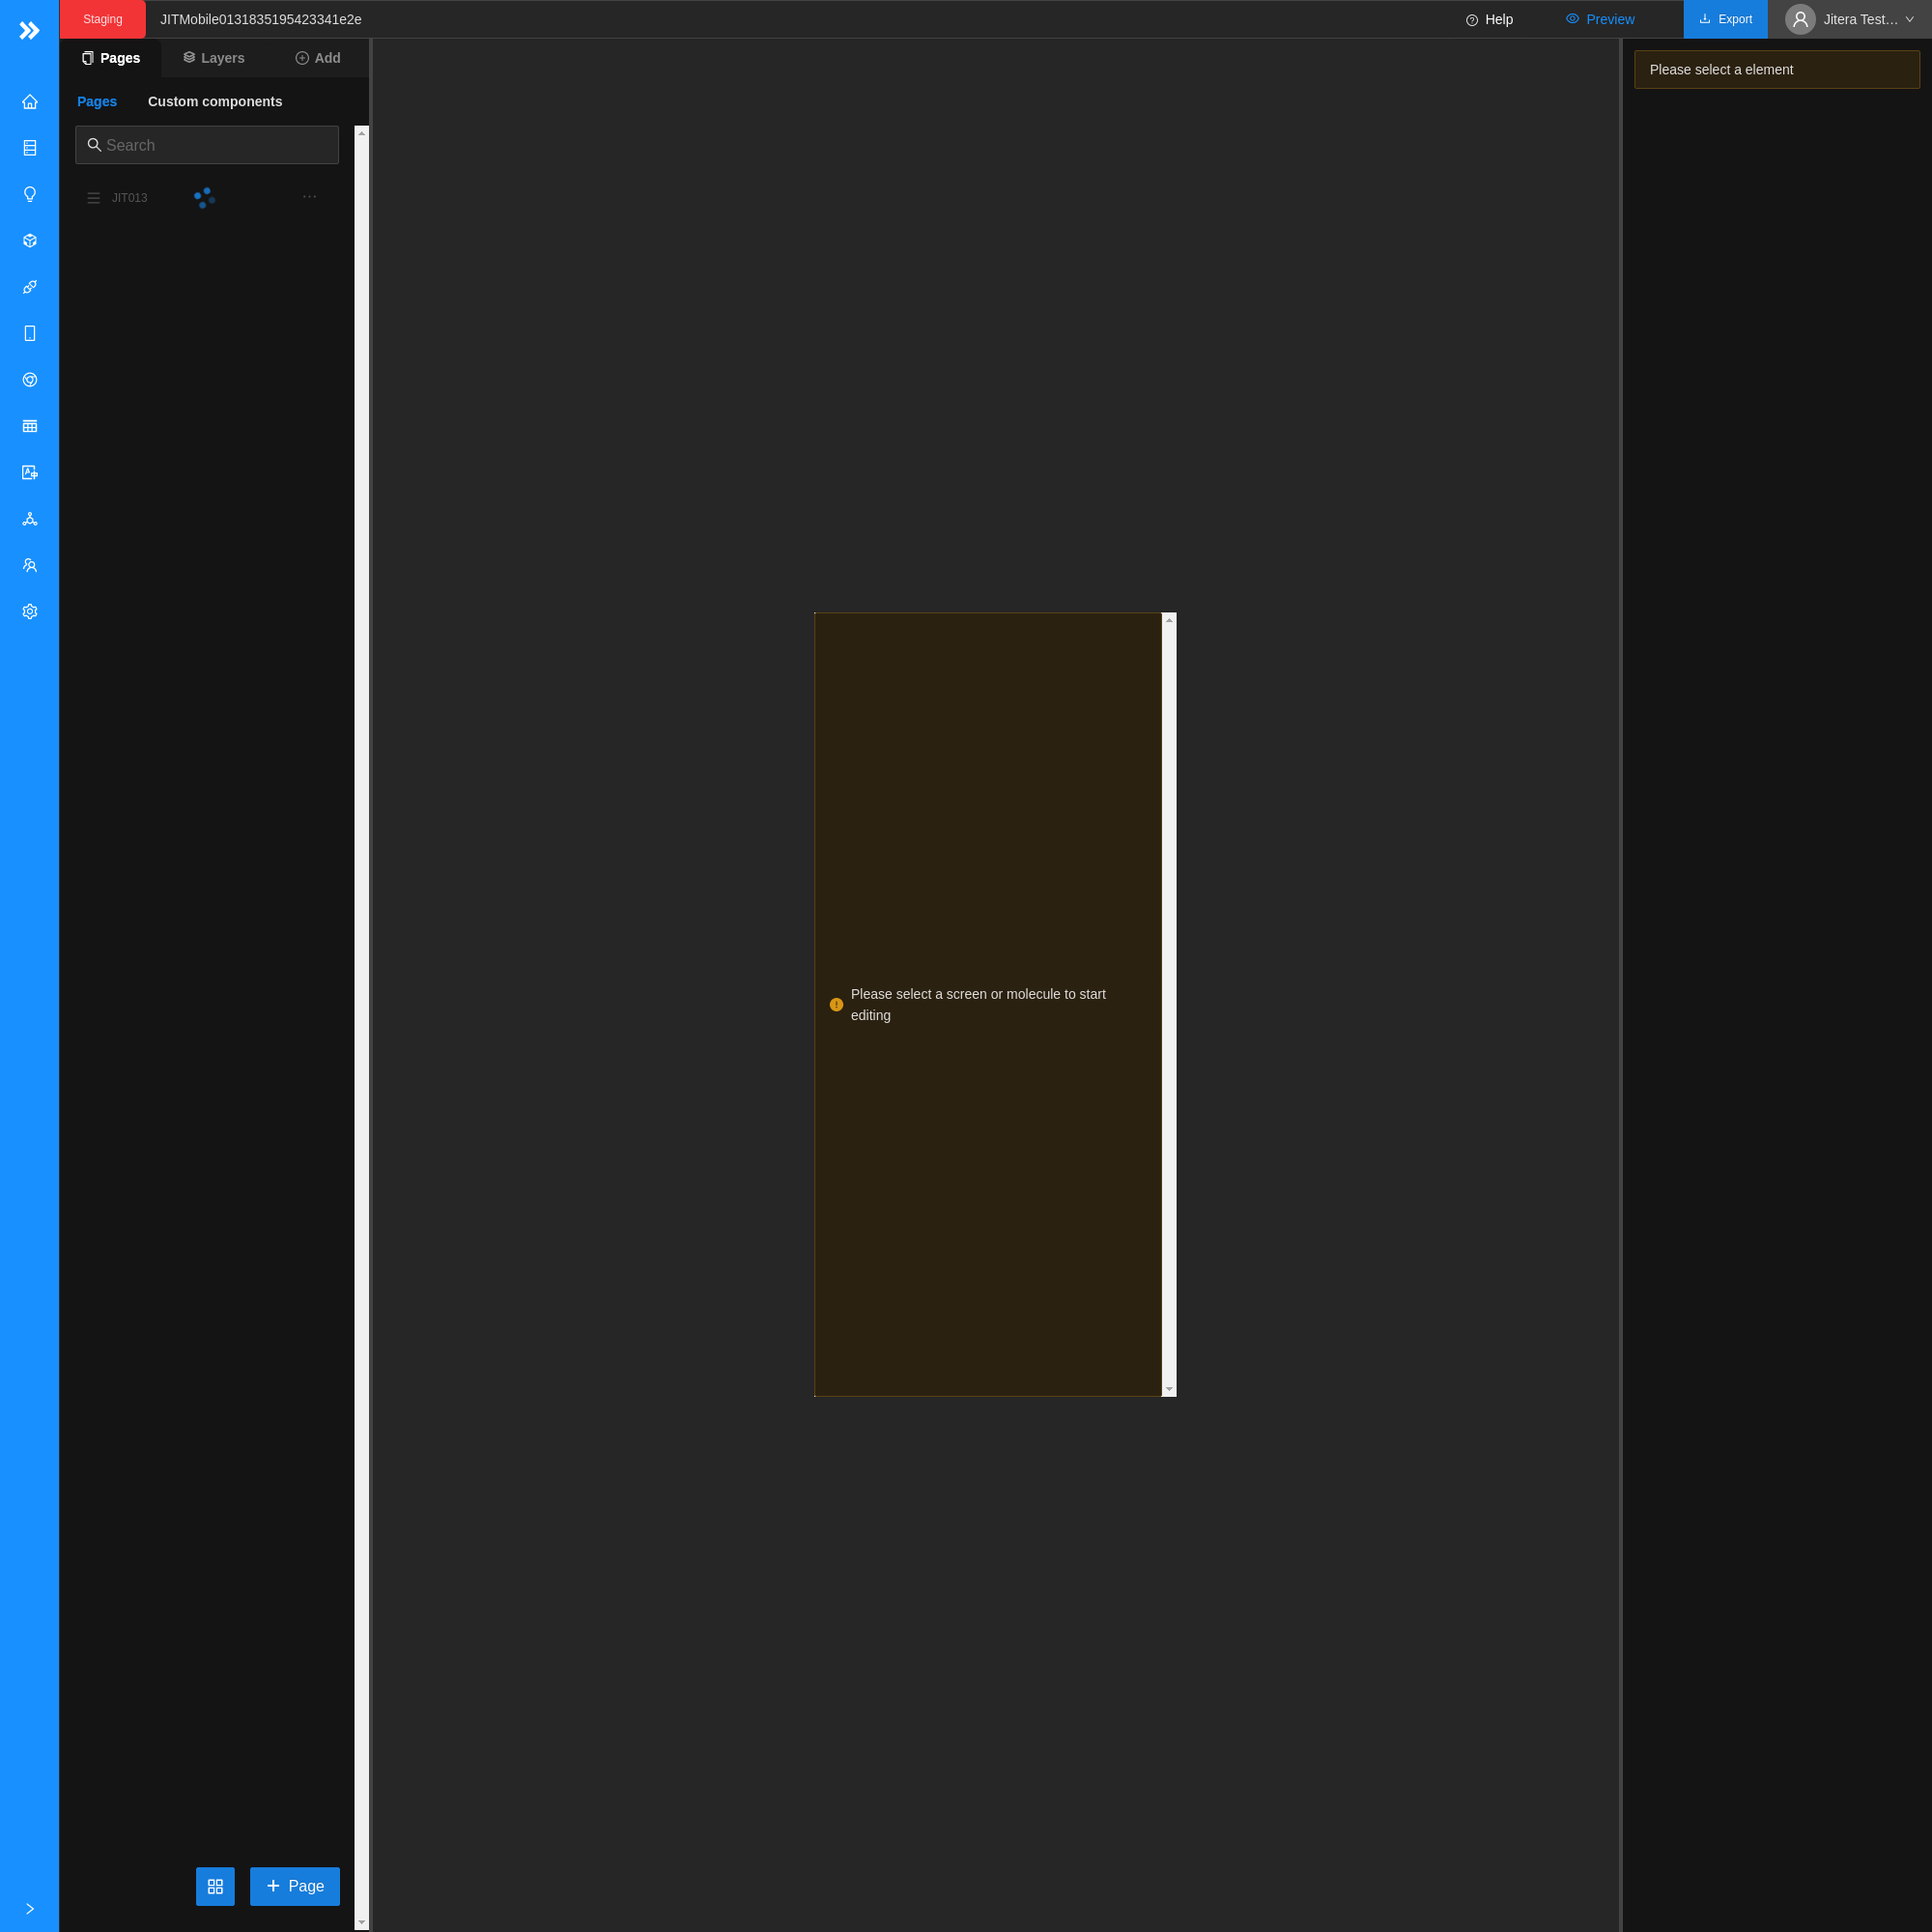 Staging
JITMobile0131835195423341e2e
Help
Preview
Export
Jitera Test...
Pages
Layers
Add
Please select a element
Pages
Custom components
Search
JIT013
Please select a screen or molecule to start
editing
Page